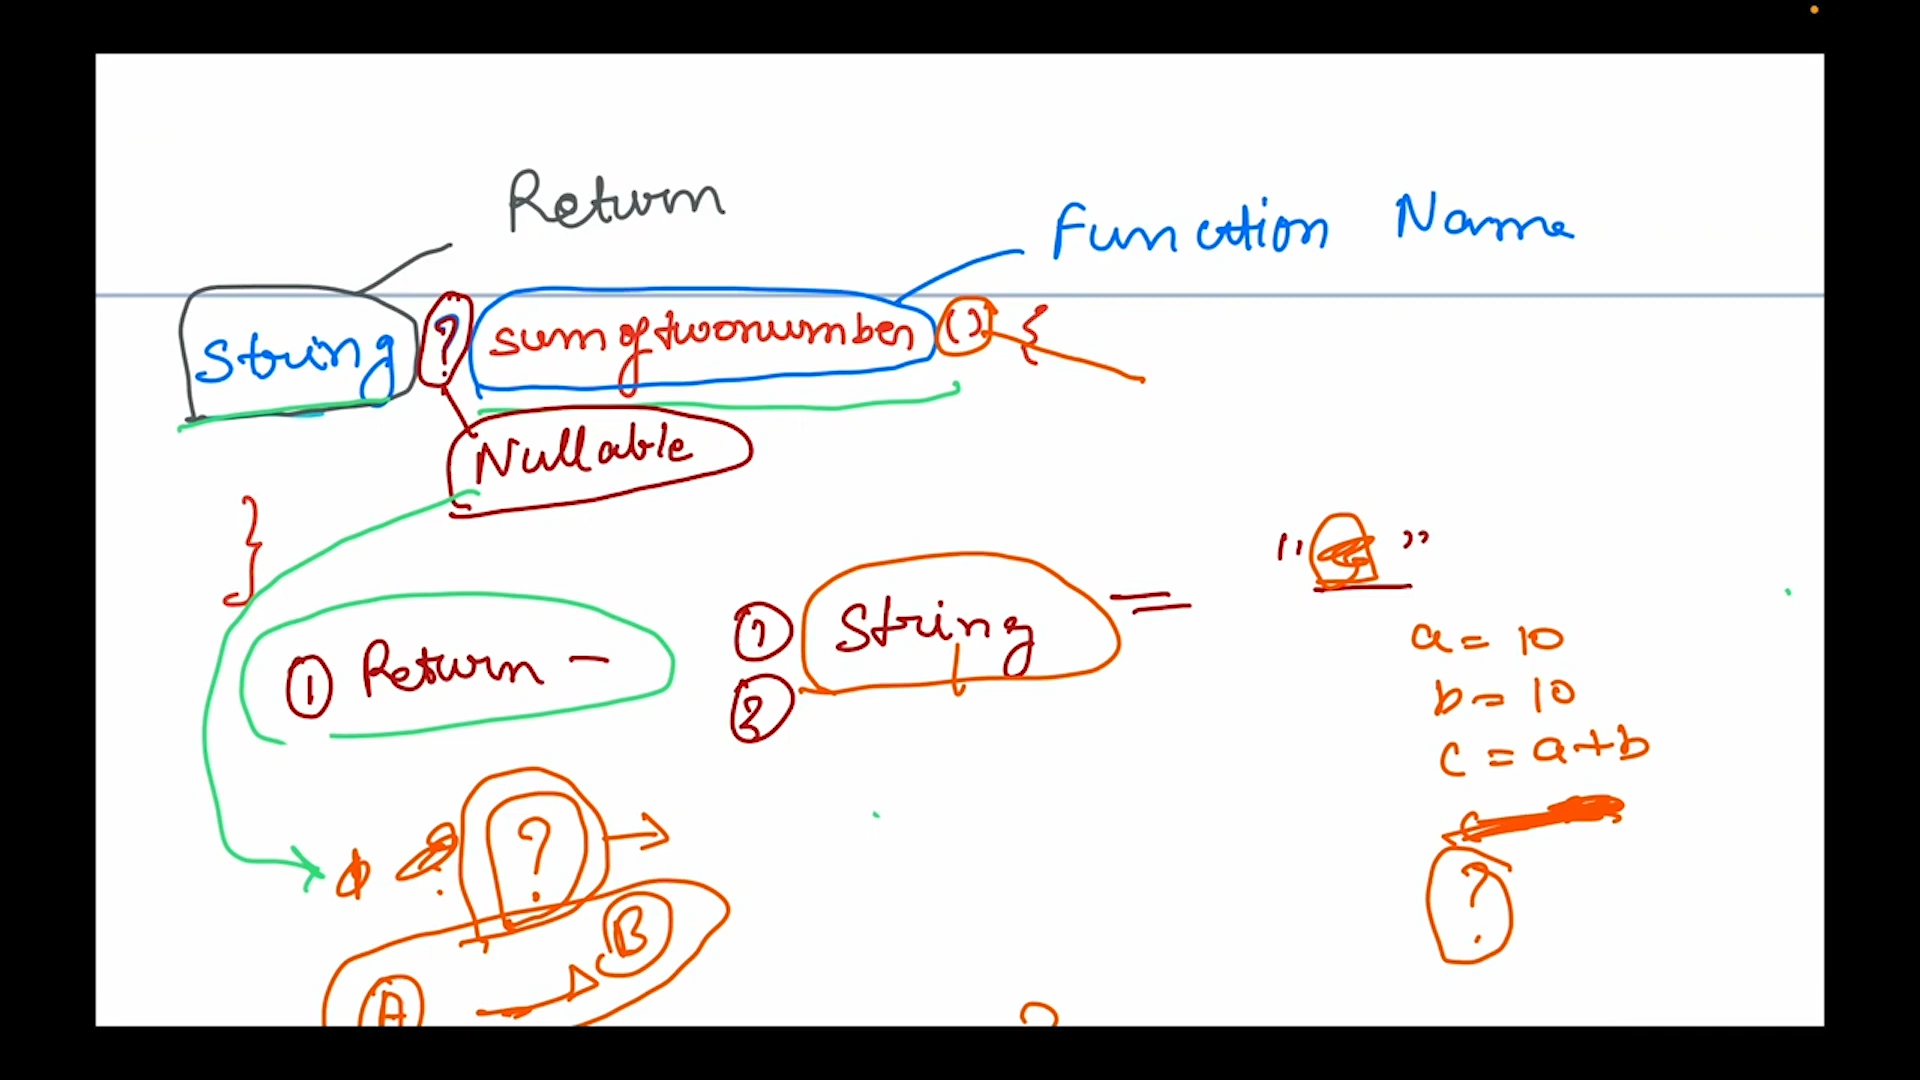 Return
Function Name
String ? sumoftwonumber () {
Nullable
}
" "
① Return -
① String =
②
a = 10
b = 10
c = a+b
?
?
B
A